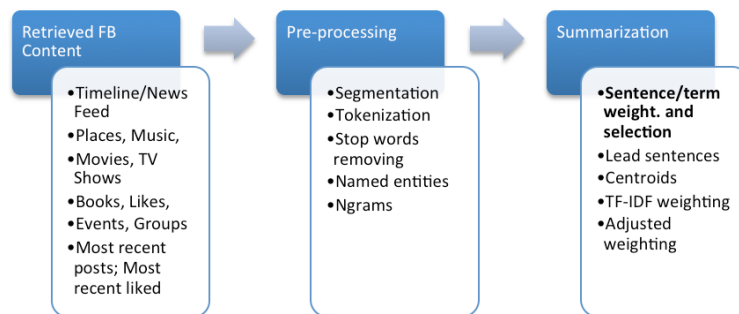 Retrieved FB
Content
•Timeline/News
Feed
•Places, Music,
•Movies, TV
Shows
•Books, Likes,
•Events, Groups
•Most recent
posts; Most
recent liked
Pre-processing
•Segmentation
•Tokenization
•Stop words
removing
•Named entities
•Ngrams
Summarization
•Sentence/term
weight. and
selection
•Lead sentences
•Centroids
•TF-IDF weighting
•Adjusted
weighting